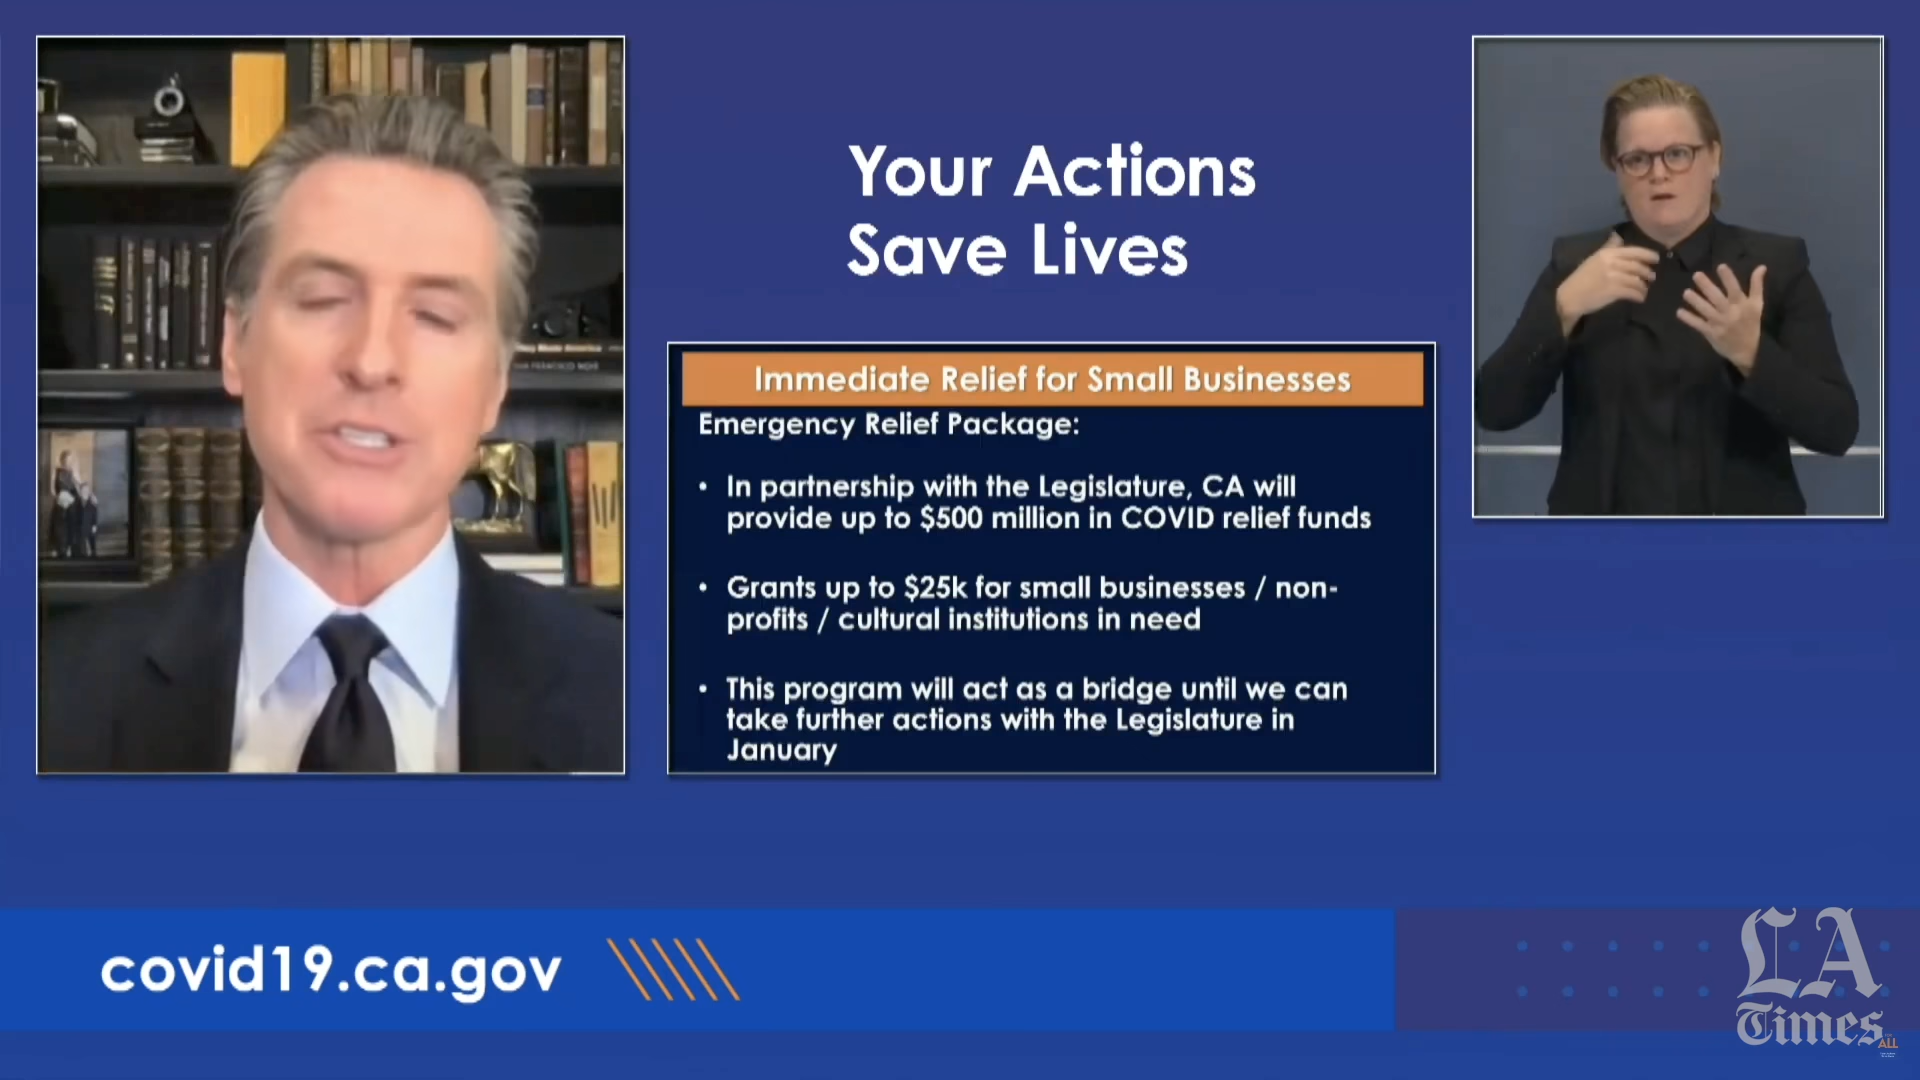 Your Actions
Save Lives
Immediate Relief for Small Businesses
Emergency Relief Package:
• In partnership with the Legislature, CA will
provide up to $500 million in COVID relief funds
• Grants up to $25k for small businesses / non-
profits / cultural institutions in need
• This program will act as a bridge until we can
take further actions with the Legislature in
January
covid19.ca.gov
LA
Times
ALL